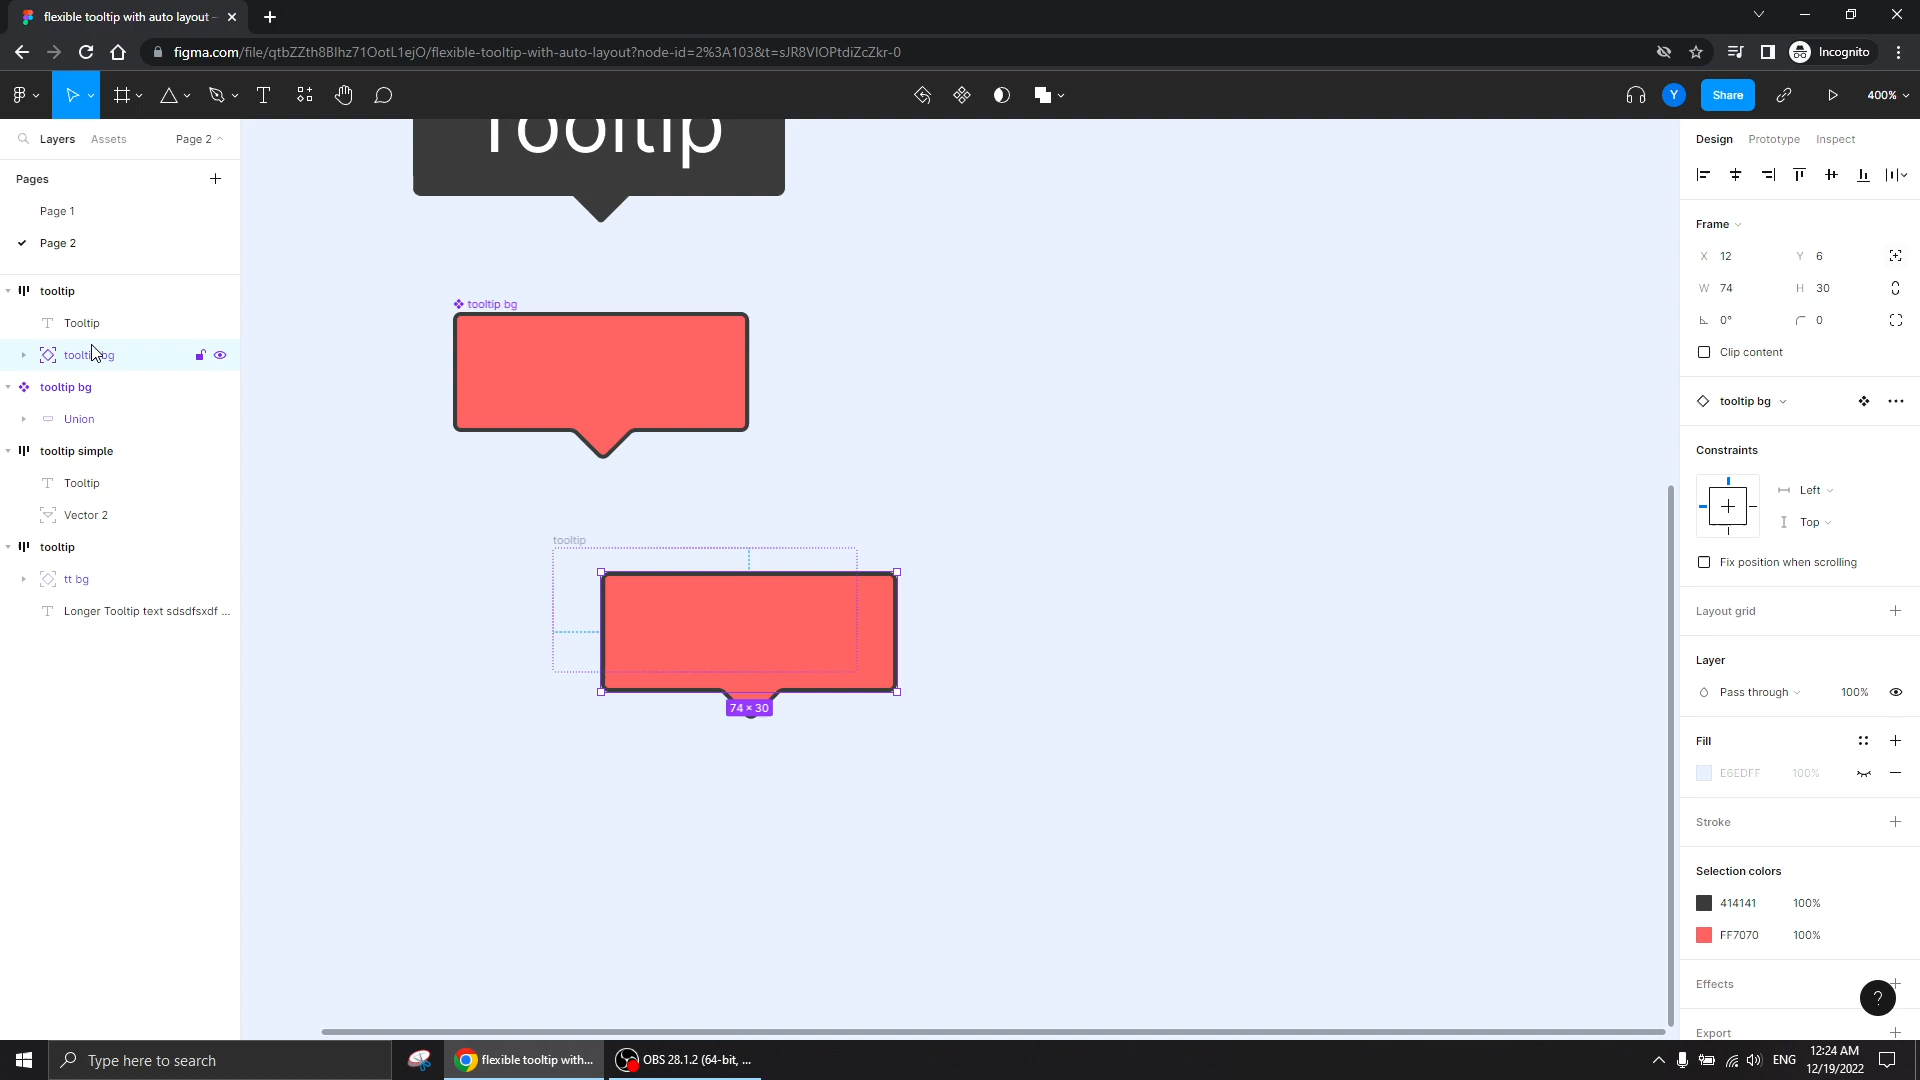 flexible tooltip with auto layout -
figma.com/file/qtbZZth8Blhz71OotL1ejO/flexible-tooltip-with-auto-layout?node-id=2%3A103&t=sJR8VIOPtdiZcZkr-0
Incognito
Y
Share
400%
Layers
Assets
Page 2
Pages
Page 1
Page 2
tooltip
Tooltip
tooltip bg
tooltip bg
Union
tooltip simple
Tooltip
Vector 2
tooltip
tt bg
Longer Tooltip text sdsdfsxdf ...
Tooltip
tooltip bg
tooltip
74 × 30
Design
Prototype
Inspect
Frame
X 12
Y 6
W 74
H 30
0°
0
Clip content
tooltip bg
Constraints
Left
Top
Fix position when scrolling
Layout grid
Layer
Pass through
100%
Fill
E6EDFF 100%
Stroke
Selection colors
414141 100%
FF7070 100%
Effects
Export
?
Type here to search
flexible tooltip with...
OBS 28.1.2 (64-bit, ...
ENG
12:24 AM
12/19/2022